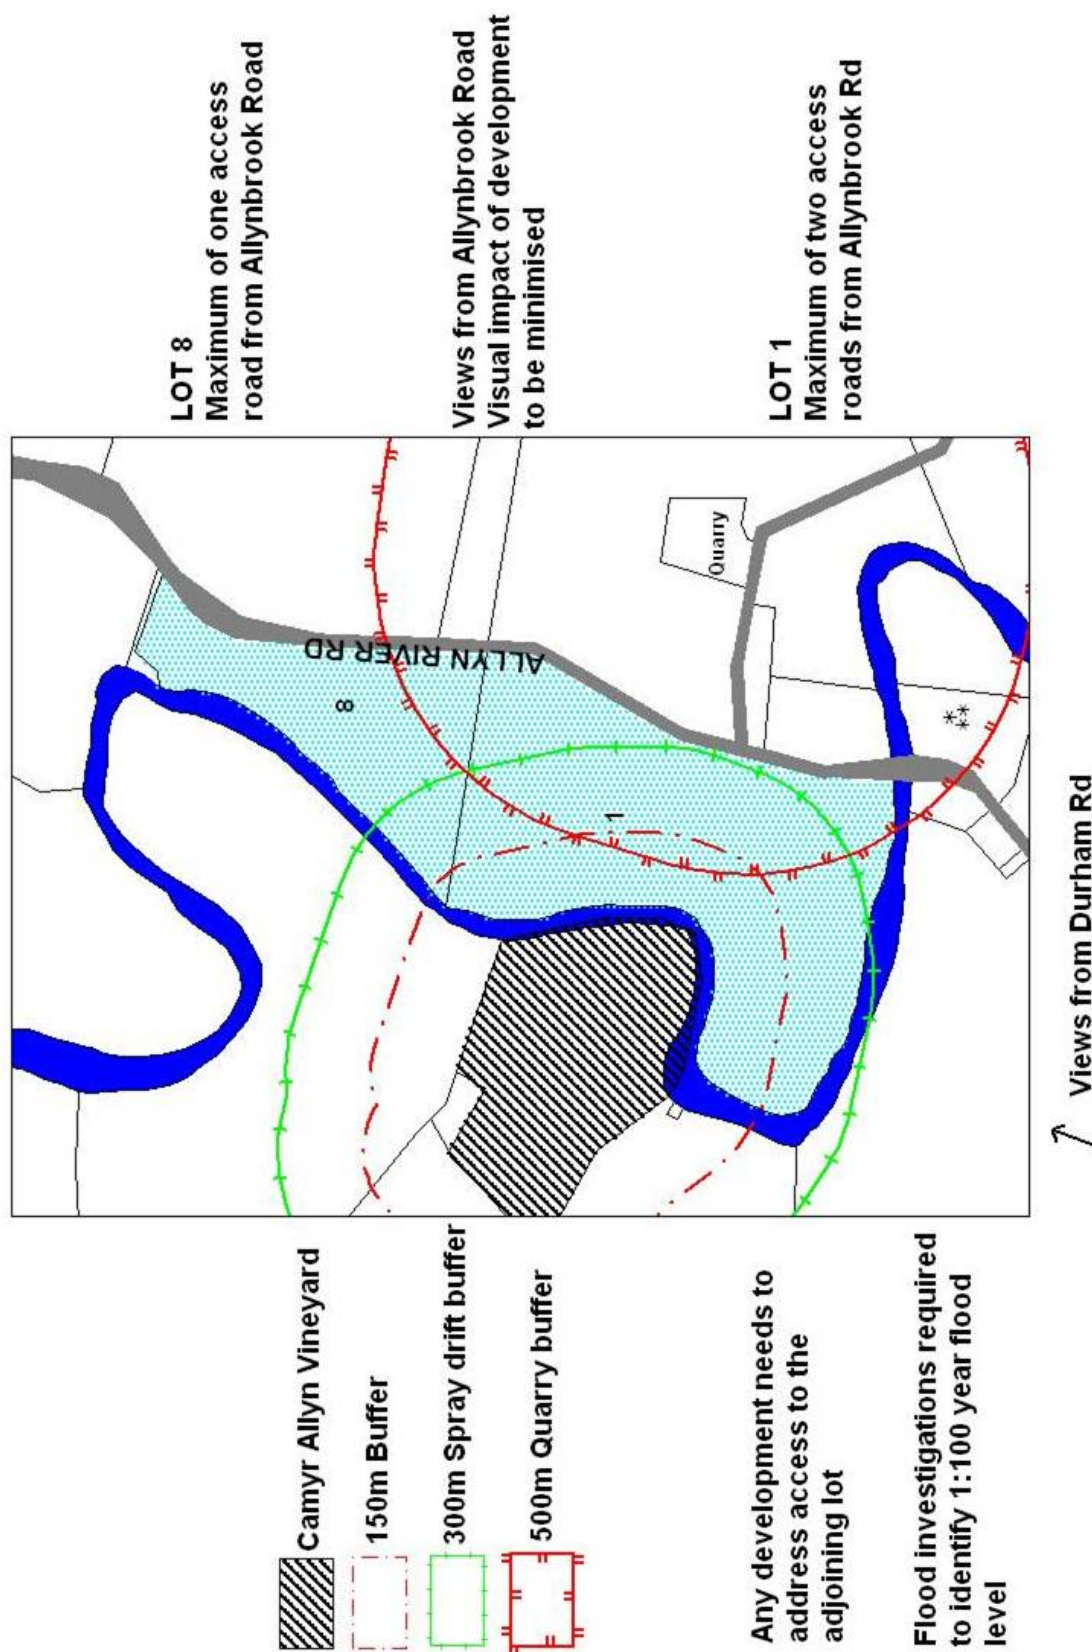 Camyr Allyn Vineyard
150m Buffer
300m Spray drift buffer
500m Quarry buffer
Any development needs to
address access to the
adjoining lot
Flood investigations required
to identify 1:100 year flood
level
8
ALLYN RIVER RD
1
Quarry
***
LOT 8
Maximum of one access
road from Allynbrook Road
Views from Allynbrook Road
Visual impact of development
to be minimised
LOT 1
Maximum of two access
roads from Allynbrook Rd
Views from Durham Rd